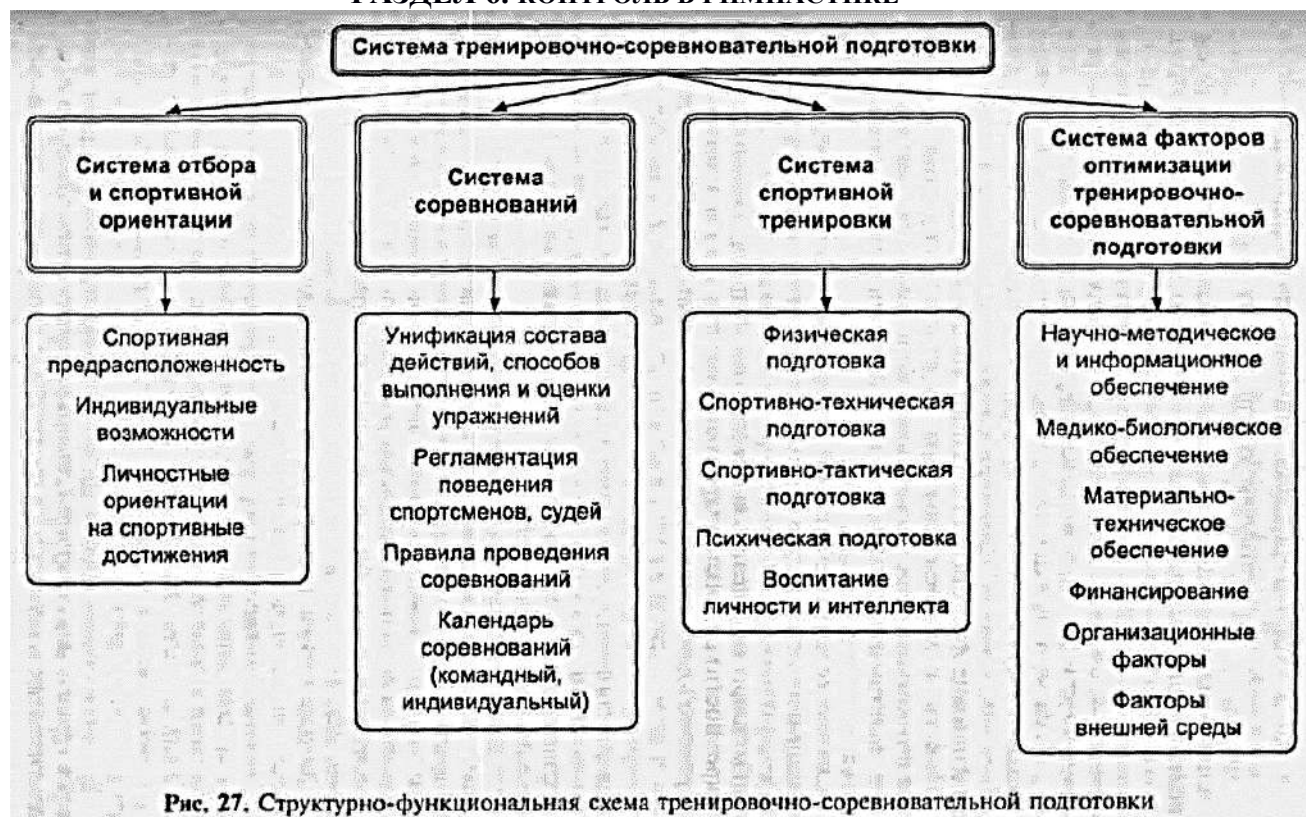 РАЗДЕЛ 6. КОНТРОЛЬ В ГИМНАСТИКЕ
Система тренировочно-соревновательной подготовки
Система отбора
и спортивной
ориентации
Спортивная
предрасположенность
Индивидуальные
возможности
Личностные
ориентации
на спортивные
достижения
Система
соревнований
Унификация состава
действий, способов
выполнения и оценки
упражнений
Регламентация
поведения
спортсменов, судей
Правила проведения
соревнований
Календарь
соревнований
(командный,
индивидуальный)
Система
спортивной
тренировки
Физическая
подготовка
Спортивно-техническая
подготовка
Спортивно-тактическая
подготовка
Психическая подготовка
Воспитание
личности и интеллекта
Система факторов
оптимизации
тренировочно-
соревновательной
подготовки
Научно-методическое
и информационное
обеспечение
Медико-биологическое
обеспечение
Материально-
техническое
обеспечение
Финансирование
Организационные
факторы
Факторы
внешней среды
Рис. 27. Структурно-функциональная схема тренировочно-соревновательной подготовки